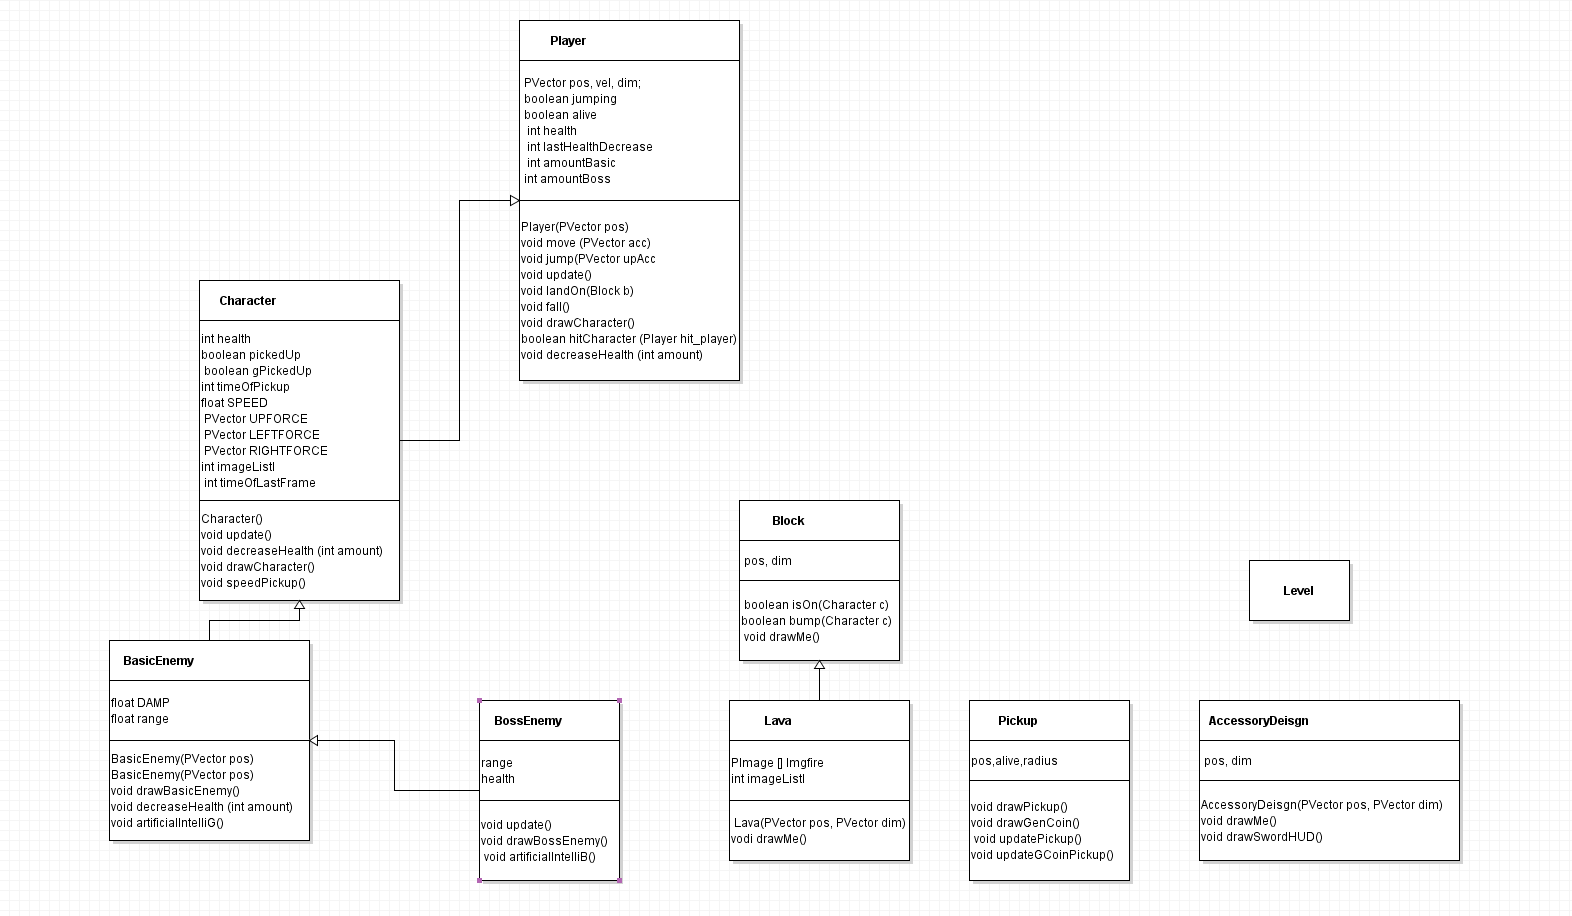 Player
PVector pos, vel, dim;
boolean jumping
boolean alive
int health
int lastHealthDecrease
int amountBasic
int amountBoss
Player(PVector pos)
void move (PVector acc)
void jump(PVector upAcc
void update()
void landOn(Block b)
void fall()
void drawCharacter()
boolean hitCharacter (Player hit_player)
void decreaseHealth (int amount)
Character
int health
boolean pickedUp
boolean gPickedUp
int timeOfPickup
float SPEED
PVector UPFORCE
PVector LEFTFORCE
PVector RIGHTFORCE
int imageListI
int timeOfLastFrame
Character()
void update()
void decreaseHealth (int amount)
void drawCharacter()
void speedPickup()
BasicEnemy
float DAMP
float range
BasicEnemy(PVector pos)
BasicEnemy(PVector pos)
void drawBasicEnemy()
void decreaseHealth (int amount)
void artificialIntelliG()
BossEnemy
range
health
void update()
void drawBossEnemy()
void artificialIntelliB()
Block
pos, dim
boolean isOn(Character c)
boolean bump(Character c)
void drawMe()
Lava
PImage [] Imgfire
int imageListI
Lava(PVector pos, PVector dim)
vodi drawMe()
Pickup
pos,alive,radius
void drawPickup()
void drawGenCoin()
void updatePickup()
void updateGCoinPickup()
Level
AccessoryDeisgn
pos, dim
AccessoryDeisgn(PVector pos, PVector dim)
void drawMe()
void drawSwordHUD()